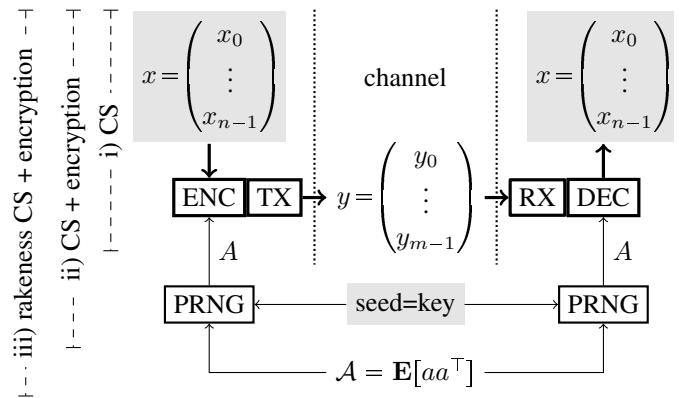 iii) rakeness CS + encryption
ii) CS + encryption
i) CS
x = (x_0 ⋮ x_{n−1})
channel
x = (x_0 ⋮ x_{n−1})
ENC TX
y = (y_0 ⋮ y_{m−1})
RX DEC
A
A
PRNG
seed=key
PRNG
𝒜 = E[aa^⊤]